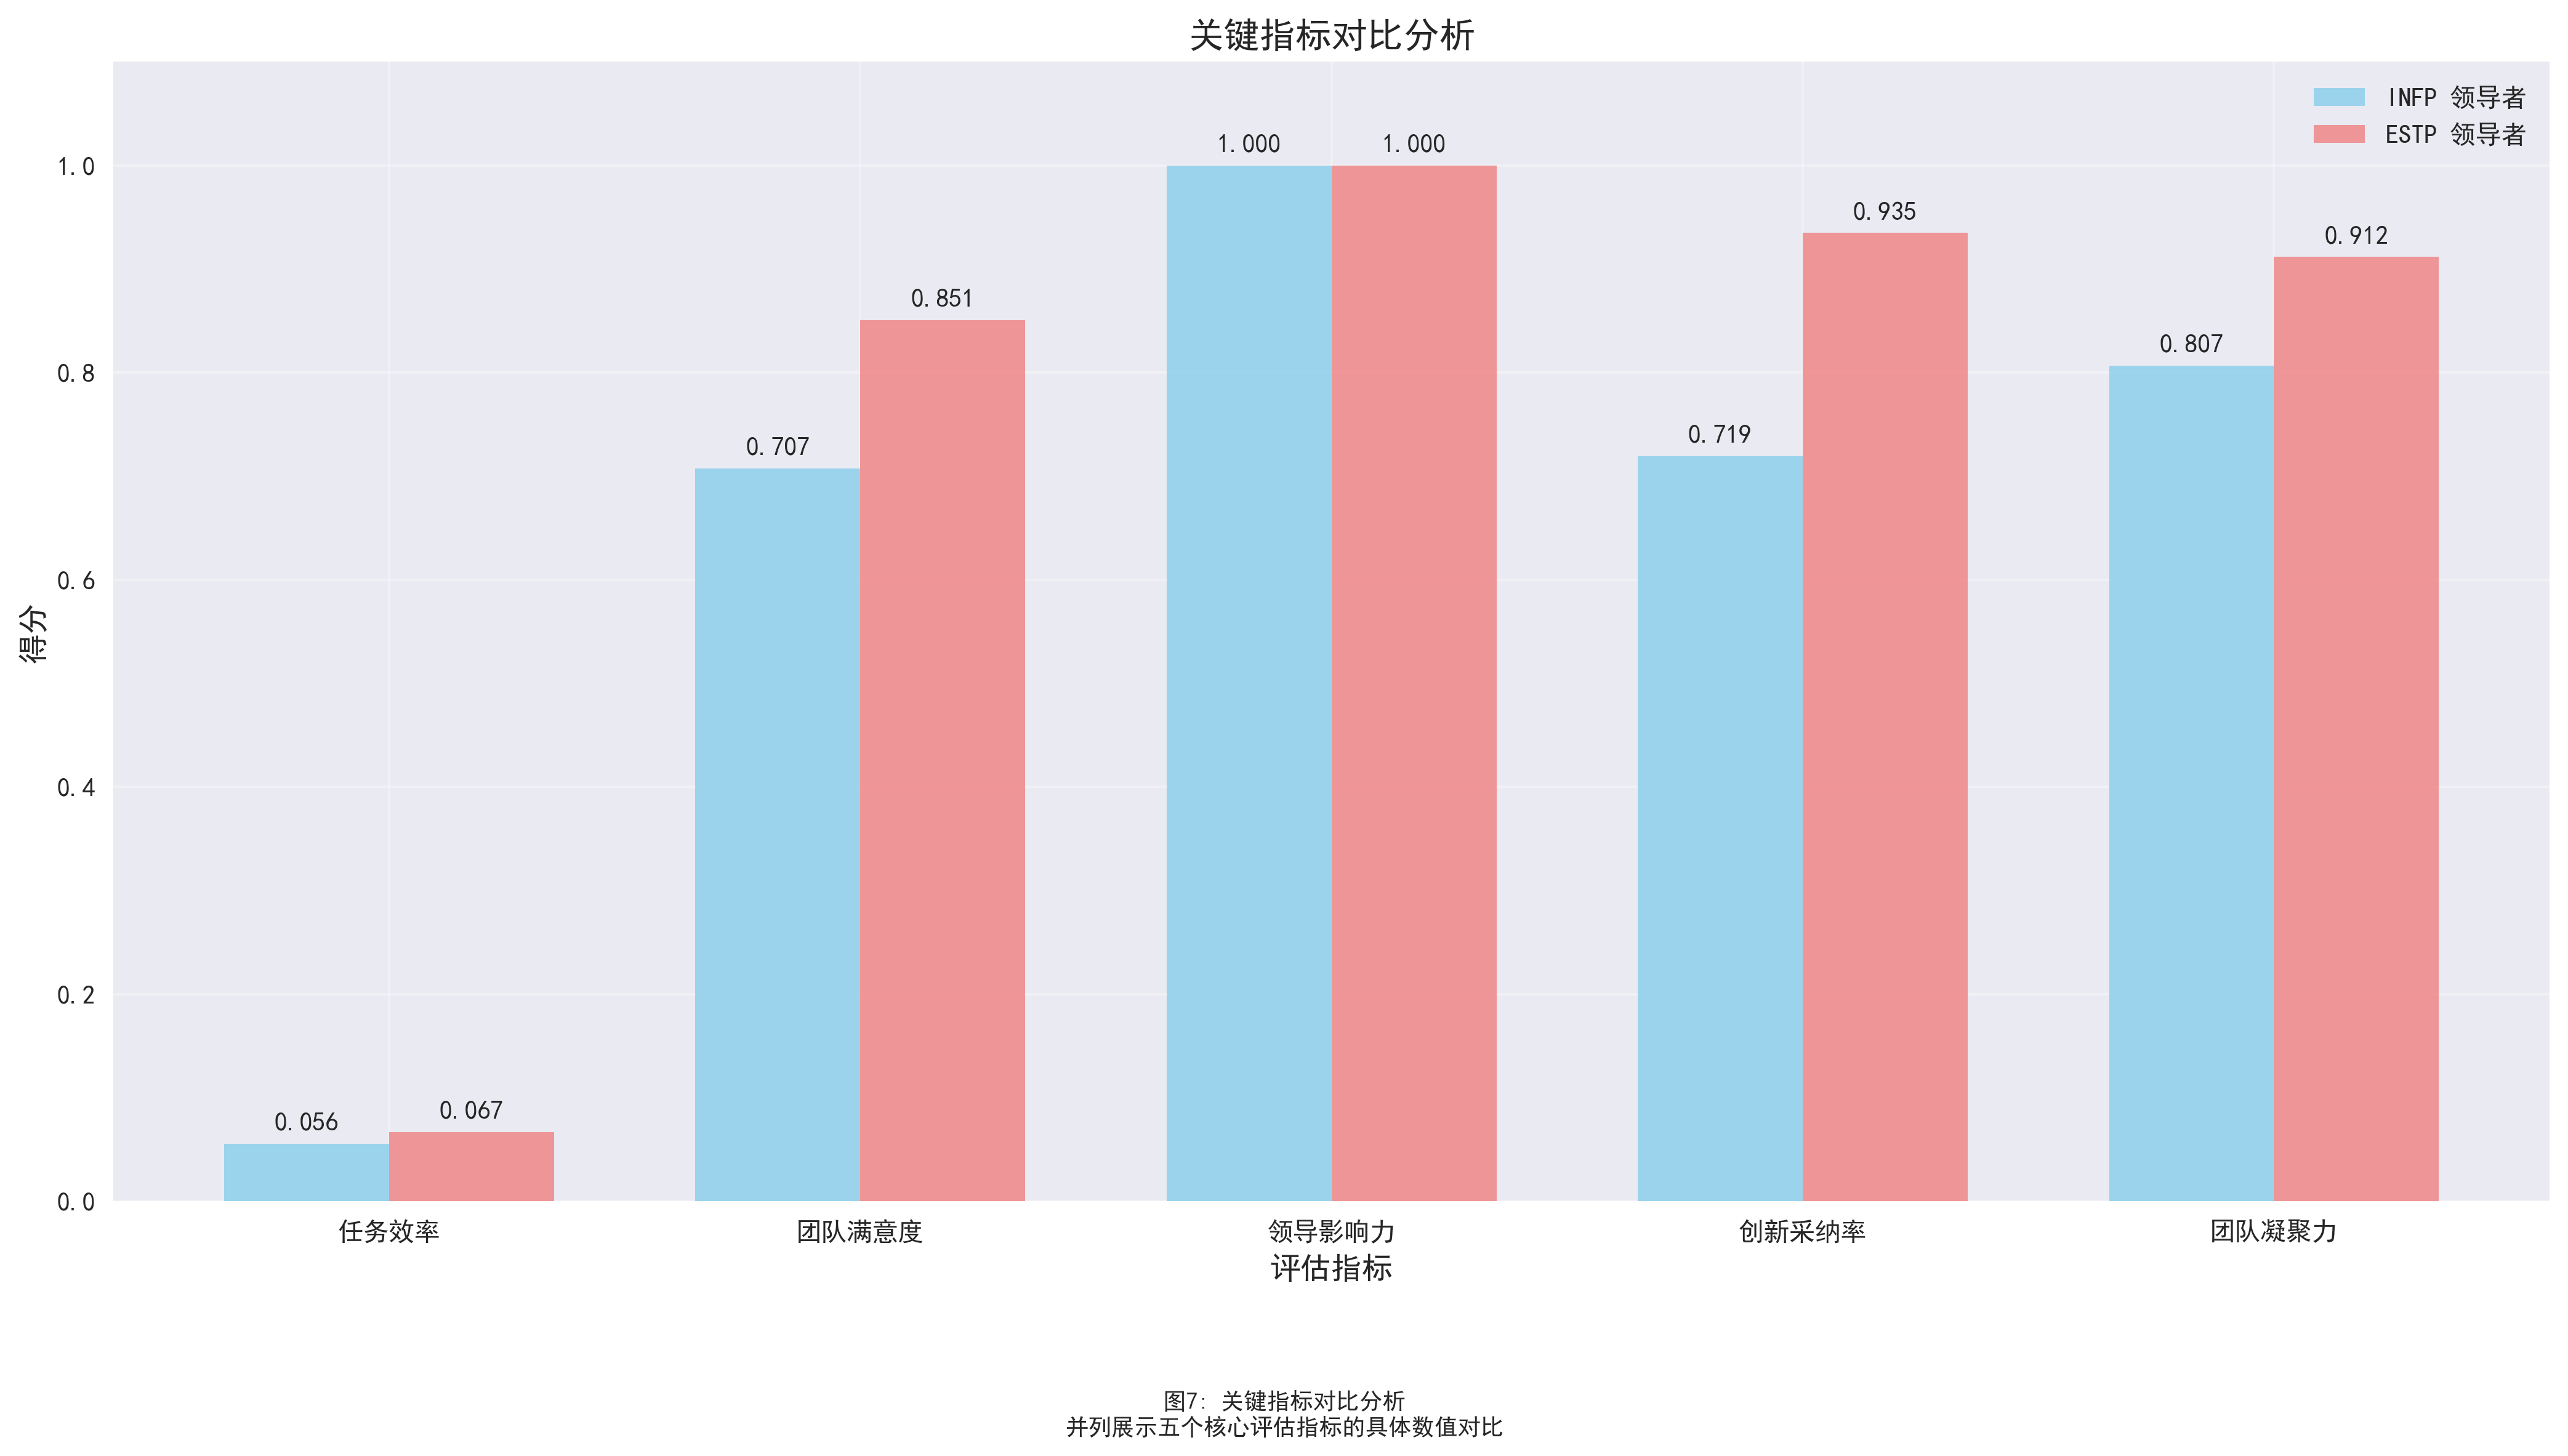 关键指标对比分析
INFP 领导者
ESTP 领导者
得分
1.0
0.8
0.6
0.4
0.2
0.0
0.056
0.067
0.707
0.851
1.000
1.000
0.719
0.935
0.807
0.912
任务效率
团队满意度
领导影响力
创新采纳率
团队凝聚力
评估指标
图7: 关键指标对比分析
并列展示五个核心评估指标的具体数值对比